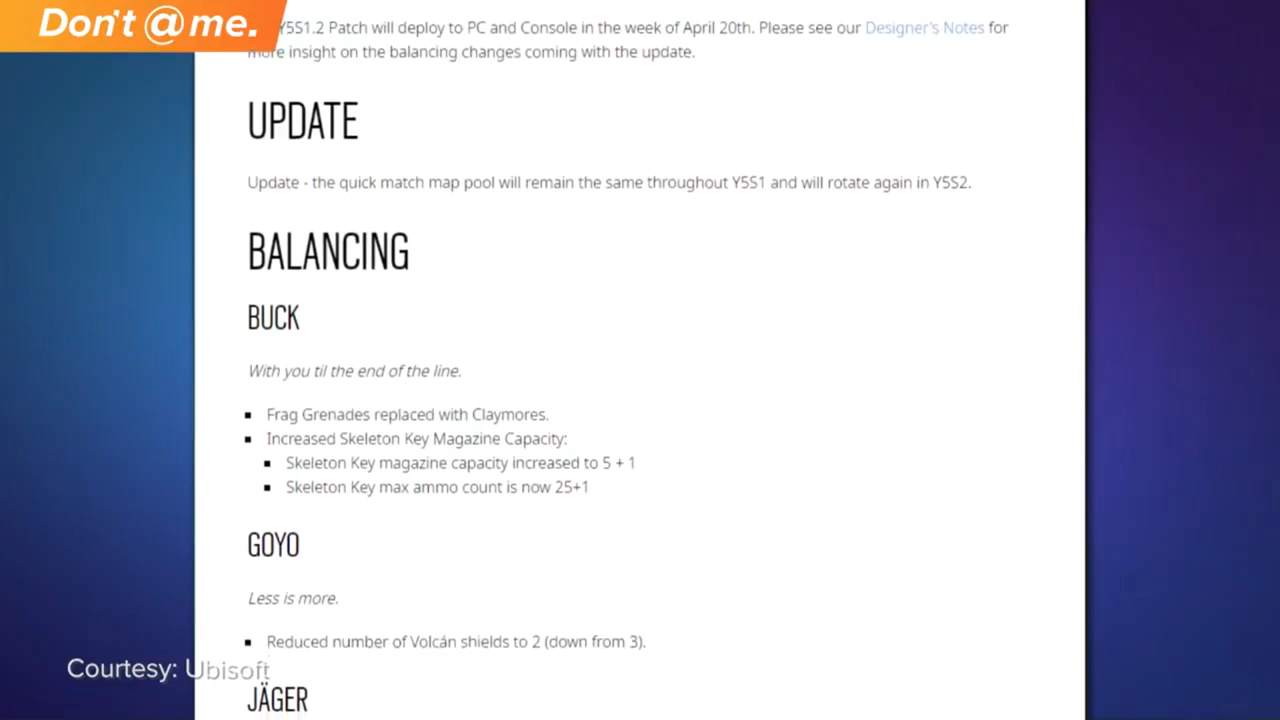 Don't @ me.
Y5S1.2 Patch will deploy to PC and Console in the week of April 20th. Please see our Designer's Notes for
more insight on the balancing changes coming with the update.
UPDATE
Update - the quick match map pool will remain the same throughout Y5S1 and will rotate again in Y5S2.
BALANCING
BUCK
With you til the end of the line.
▪ Frag Grenades replaced with Claymores.
▪ Increased Skeleton Key Magazine Capacity:
▪ Skeleton Key magazine capacity increased to 5 + 1
▪ Skeleton Key max ammo count is now 25+1
GOYO
Less is more.
▪ Reduced number of Volcán shields to 2 (down from 3).
Courtesy: Ubisoft
JÄGER